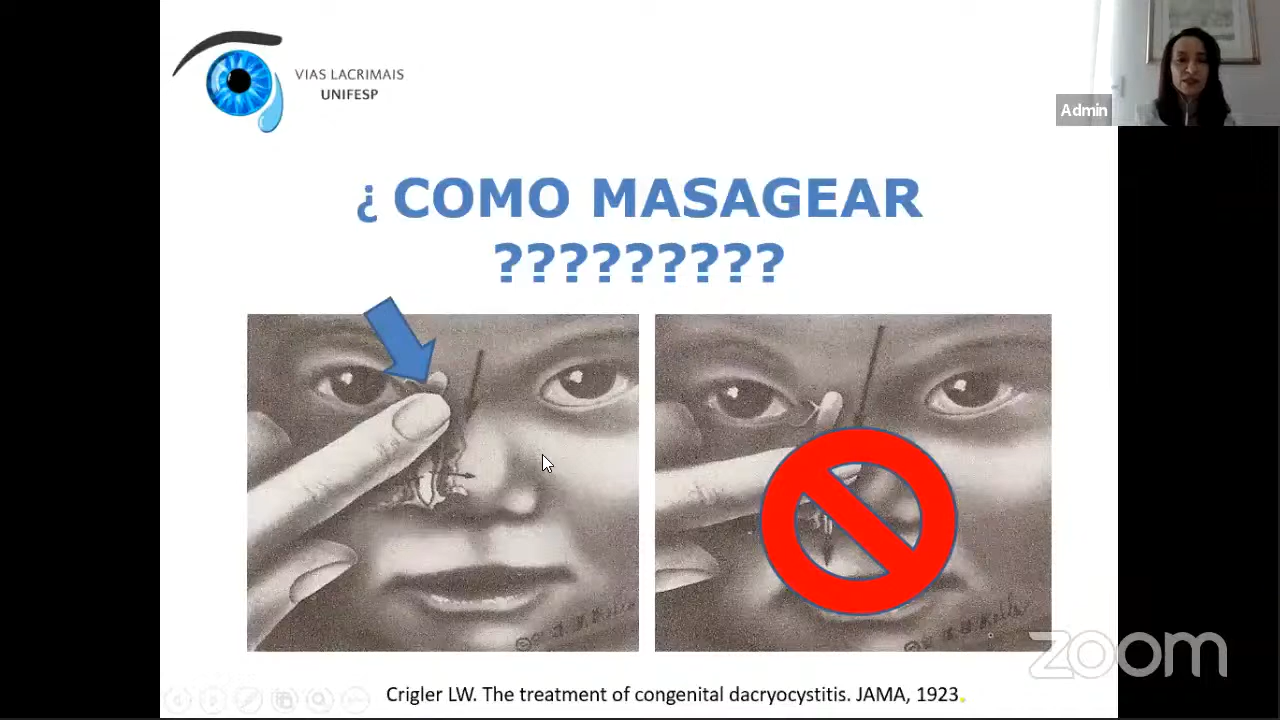 VIAS LACRIMAIS
UNIFESP
Admin
¿ COMO MASAGEAR
?????????
zoom
Crigler LW. The treatment of congenital dacryocystitis. JAMA, 1923.